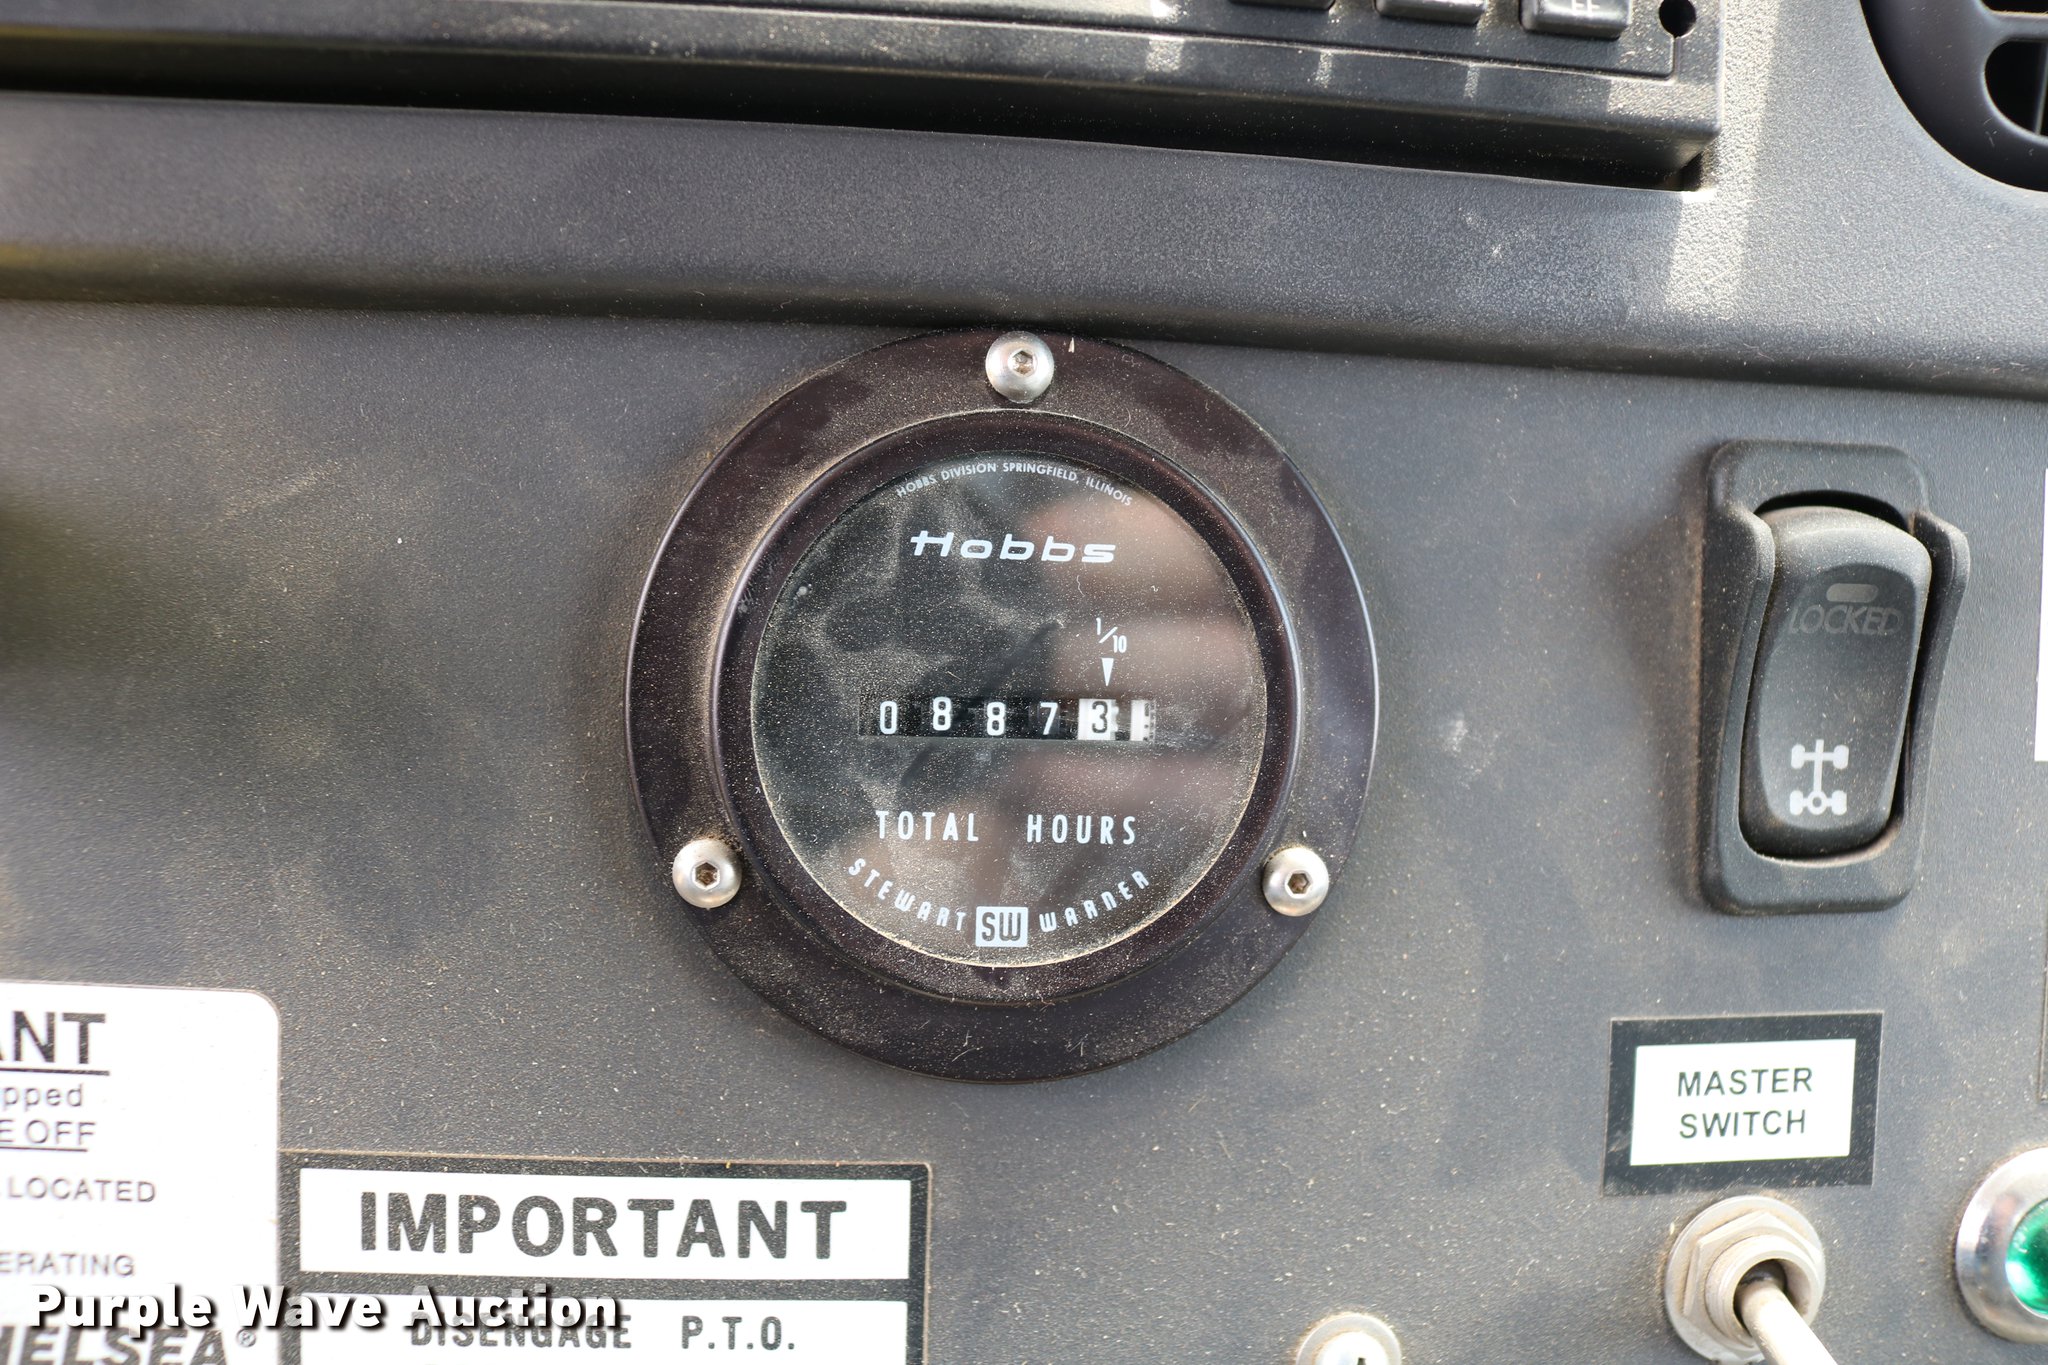 HOBBS DIVISION SPRINGFIELD, ILLINOIS
Hobbs
1/10
0 8 8 7 3
TOTAL HOURS
STEWART SW WARNER
LOCKED
MASTER
SWITCH
ANT
pped
E OFF
LOCATED
ERATING
HELSEA®
IMPORTANT
DISENGAGE P.T.O.
Purple Wave Auction